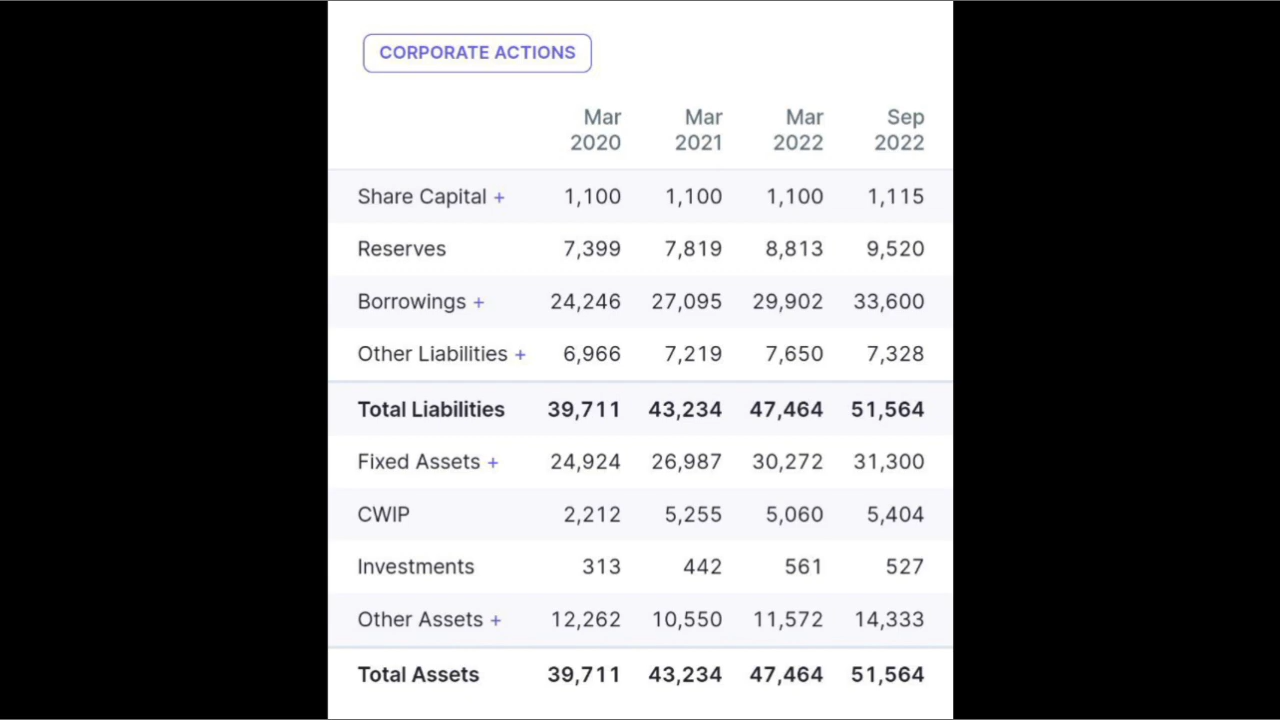 CORPORATE ACTIONS
Mar Mar Mar Sep
2020 2021 2022 2022
Share Capital + 1,100 1,100 1,100 1,115
Reserves 7,399 7,819 8,813 9,520
Borrowings + 24,246 27,095 29,902 33,600
Other Liabilities + 6,966 7,219 7,650 7,328
Total Liabilities 39,711 43,234 47,464 51,564
Fixed Assets + 24,924 26,987 30,272 31,300
CWIP 2,212 5,255 5,060 5,404
Investments 313 442 561 527
Other Assets + 12,262 10,550 11,572 14,333
Total Assets 39,711 43,234 47,464 51,564